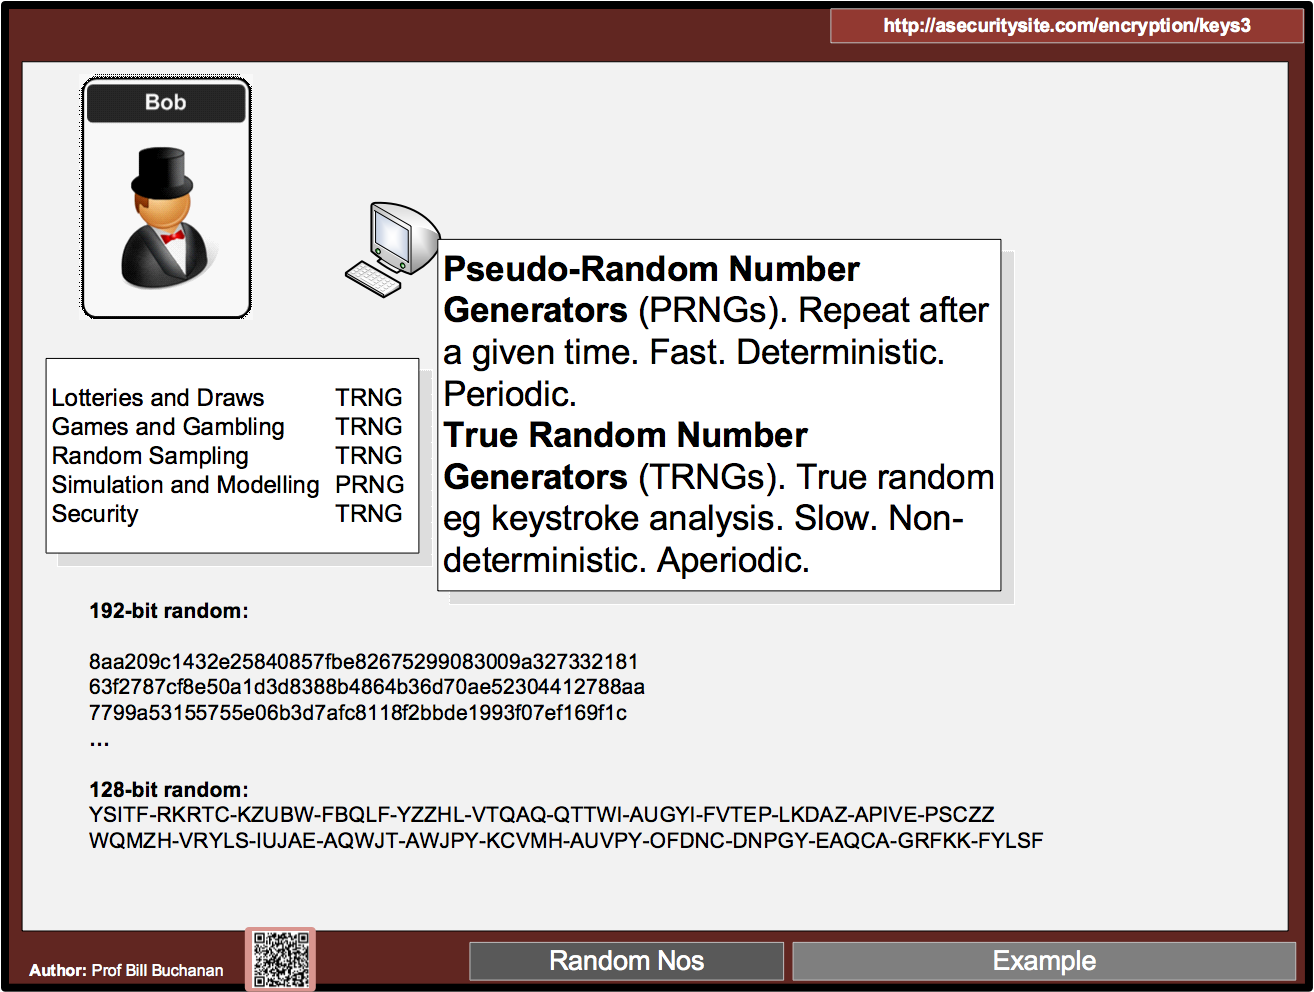 http://asecuritysite.com/encryption/keys3
Bob
Pseudo-Random Number
Generators (PRNGs). Repeat after
a given time. Fast. Deterministic.
Periodic.
True Random Number
Generators (TRNGs). True random
eg keystroke analysis. Slow. Non-
deterministic. Aperiodic.
Lotteries and Draws TRNG
Games and Gambling TRNG
Random Sampling TRNG
Simulation and Modelling PRNG
Security TRNG
192-bit random:
8aa209c1432e25840857fbe82675299083009a327332181
63f2787cf8e50a1d3d8388b4864b36d70ae52304412788aa
7799a53155755e06b3d7afc8118f2bbde1993f07ef169f1c
...
128-bit random:
YSITF-RKRTC-KZUBW-FBQLF-YZZHL-VTQAQ-QTTWI-AUGYI-FVTEP-LKDAZ-APIVE-PSCZZ
WQMZH-VRYLS-IUJAE-AQWJT-AWJPY-KCVMH-AUVPY-OFDNC-DNPGY-EAQCA-GRFKK-FYLSF
Author: Prof Bill Buchanan
Random Nos
Example